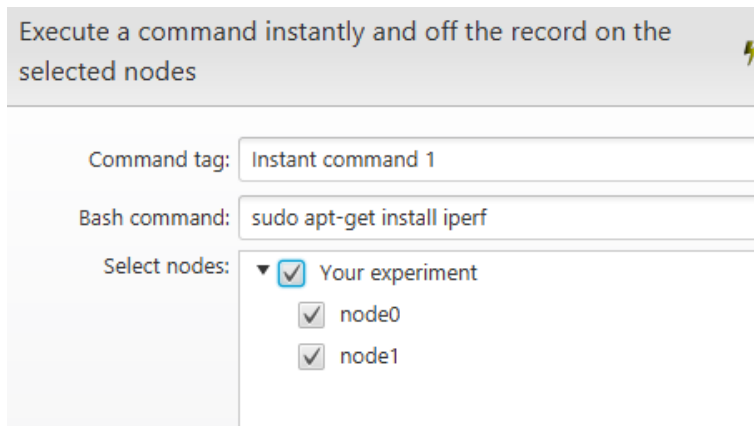 Execute a command instantly and off the record on the
selected nodes
Command tag: Instant command 1
Bash command: sudo apt-get install iperf
Select nodes: Your experiment
node0
node1